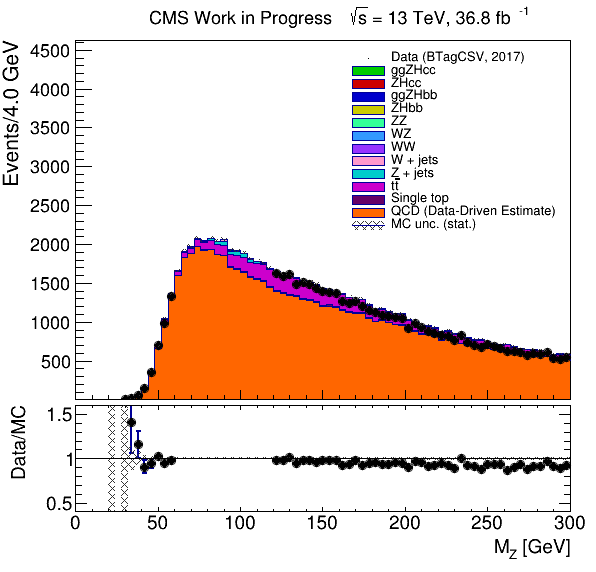 CMS Work in Progress √s = 13 TeV, 36.8 fb -1
Events/4.0 GeV
4500
4000
3500
3000
2500
2000
1500
1000
500
Data (BTagCSV, 2017)
ggZHcc
ZHcc
ggZHbb
ZHbb
ZZ
WZ
WW
W + jets
Z + jets
tt̅
Single top
QCD (Data-Driven Estimate)
MC unc. (stat.)
Data/MC
1.5
1
0.5
0 50 100 150 200 250 300
M_Z [GeV]